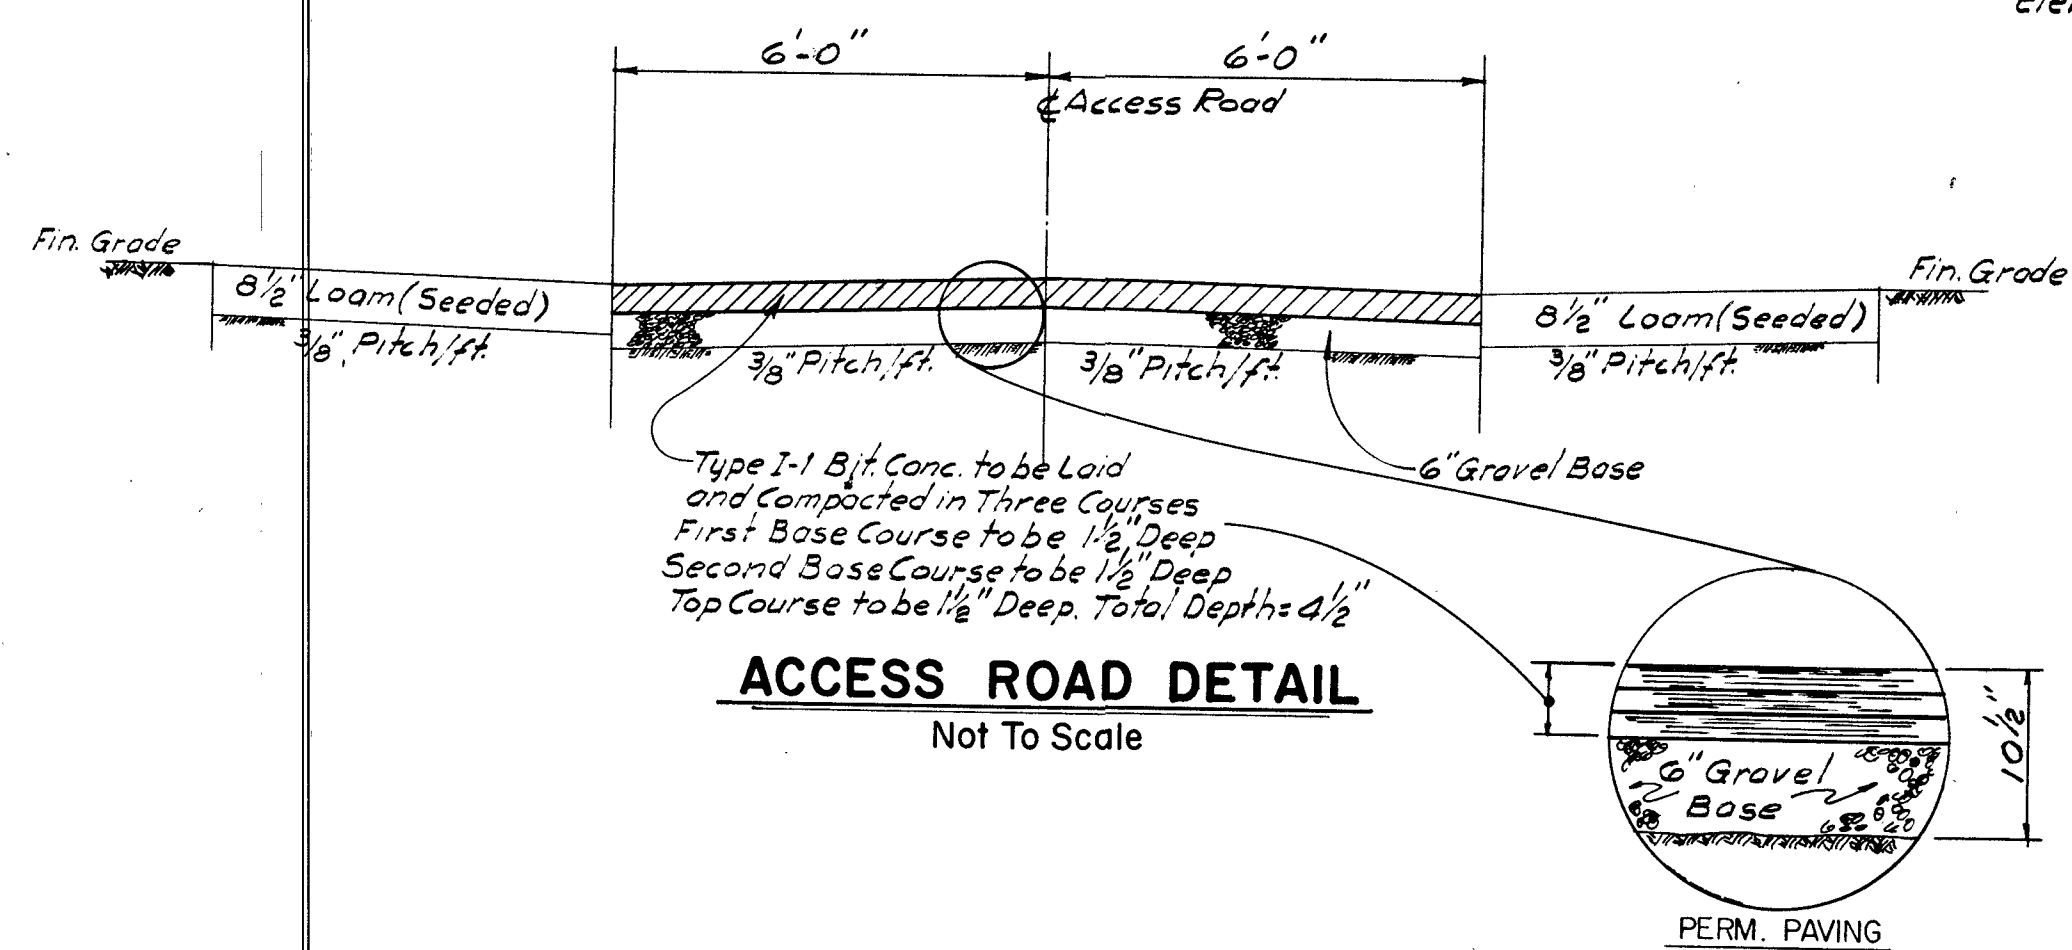 6'-0" 6'-0"
℄ Access Road
Fin. Grade
8½" Loam (Seeded)
3/8" Pitch/ft.
3/8" Pitch/ft.
3/8" Pitch/ft.
Fin. Grade
8½" Loam (Seeded)
3/8" Pitch/ft.
Type I-1 Bit. Conc. to be Laid
and Compacted in Three Courses
First Base Course to be 1½" Deep
Second Base Course to be 1½" Deep
Top Course to be 1½" Deep. Total Depth = 4½"
6" Gravel Base
ACCESS ROAD DETAIL
Not To Scale
6" Gravel
Base
10½"
PERM. PAVING